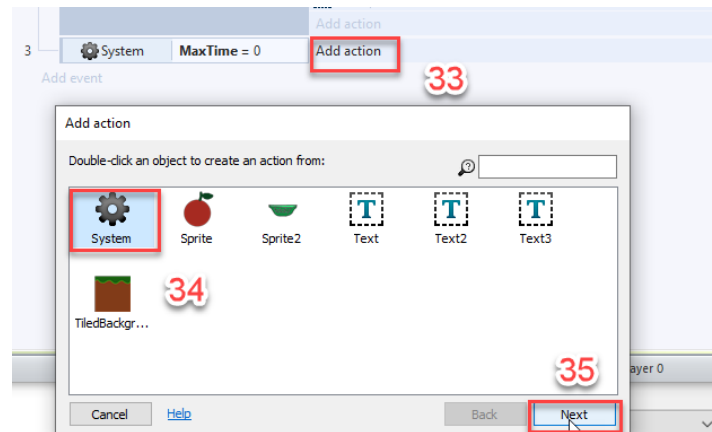 Add action
3 System MaxTime = 0 Add action
33
Add event
Add action
Double-click an object to create an action from:
System Sprite Sprite2 Text Text2 Text3
34
TiledBackgr...
35
ayer 0
Cancel Help Back Next